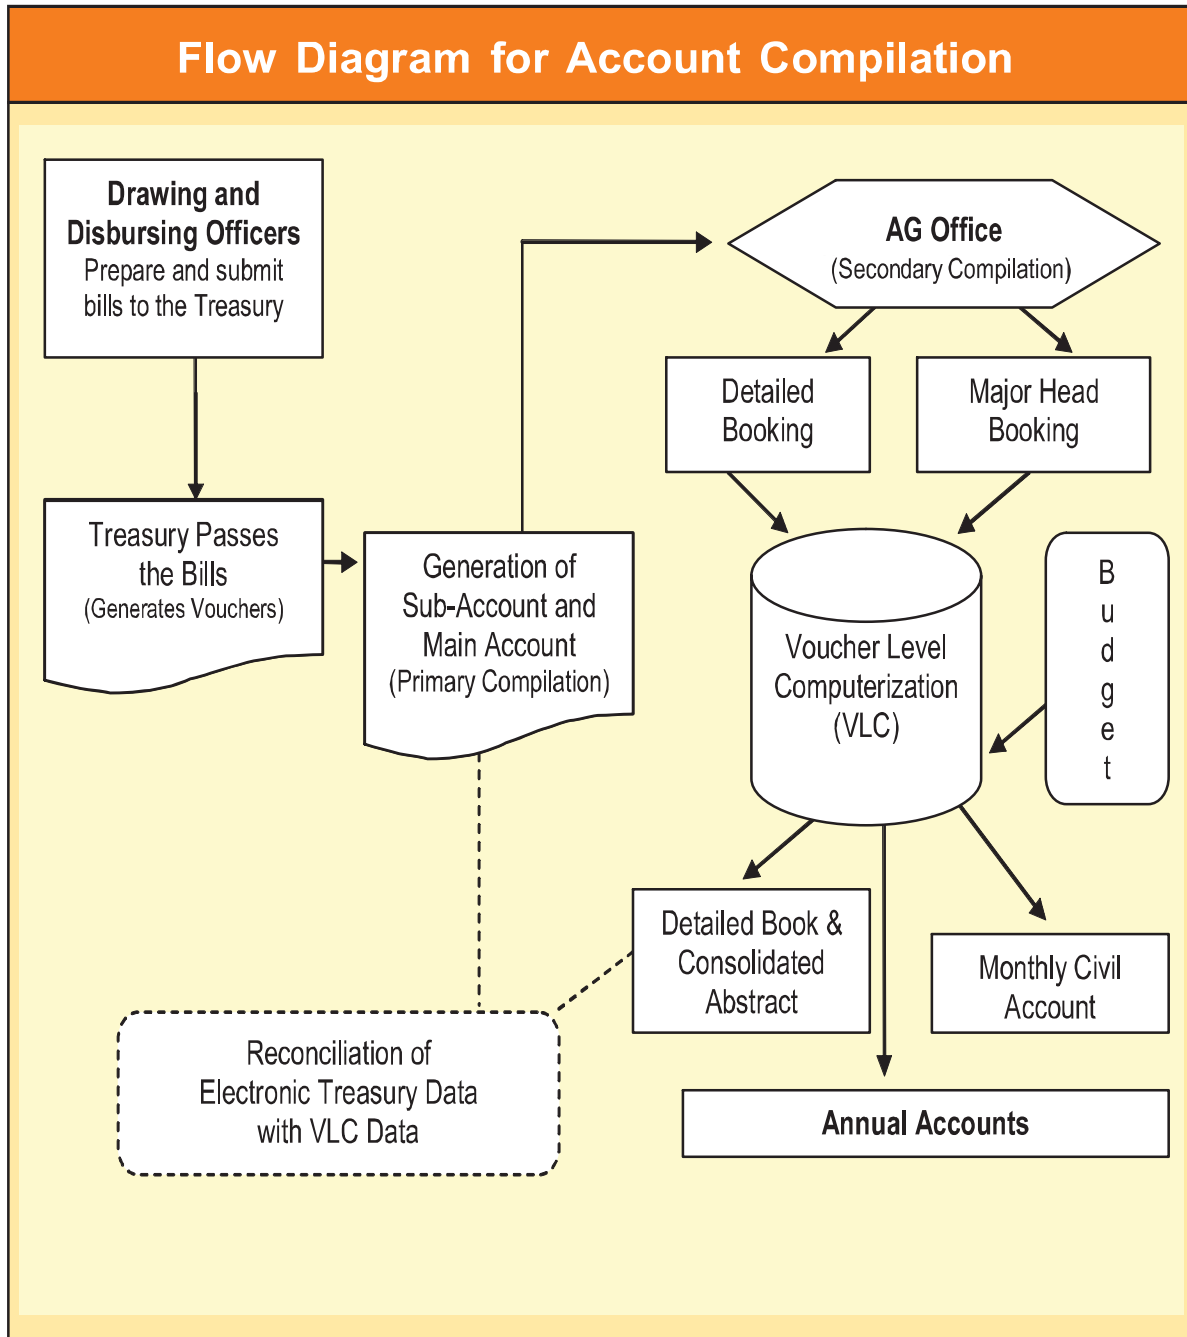 Flow Diagram for Account Compilation
Drawing and
Disbursing Officers
Prepare and submit
bills to the Treasury
Treasury Passes
the Bills
(Generates Vouchers)
Generation of
Sub-Account and
Main Account
(Primary Compilation)
AG Office
(Secondary Compilation)
Detailed
Booking
Major Head
Booking
Voucher Level
Computerization
(VLC)
B
u
d
g
e
t
Detailed Book &
Consolidated
Abstract
Monthly Civil
Account
Reconciliation of
Electronic Treasury Data
with VLC Data
Annual Accounts